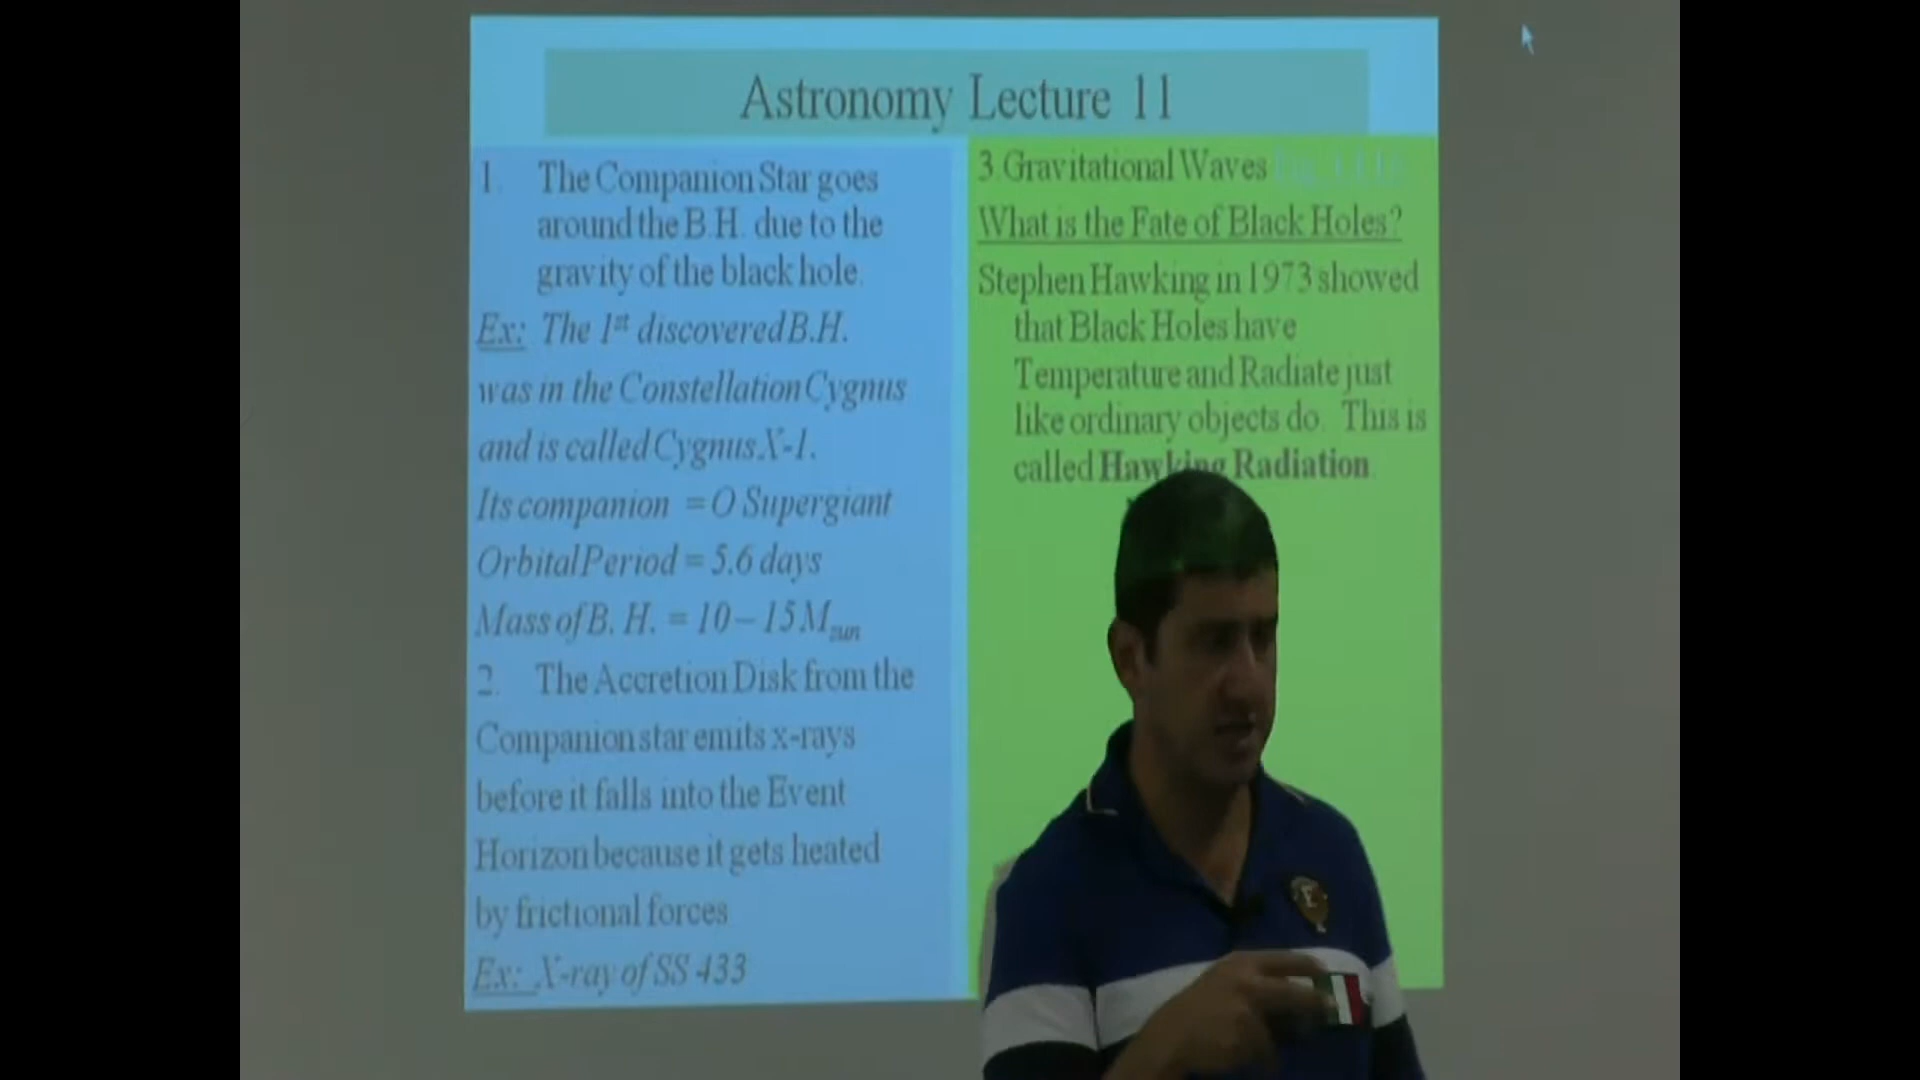 Astronomy Lecture 11
1. The Companion Star goes
around the B.H. due to the
gravity of the black hole.
Ex: The 1st discovered B.H.
was in the Constellation Cygnus
and is called Cygnus X-1.
Its companion = O Supergiant
Orbital Period = 5.6 days
Mass of B. H. = 10 – 15 Msun
2. The Accretion Disk from the
Companion star emits x-rays
before it falls into the Event
Horizon because it gets heated
by frictional forces
Ex: X-ray of SS 433
3.Gravitational Waves
What is the Fate of Black Holes?
Stephen Hawking in 1973 showed
that Black Holes have
Temperature and Radiate just
like ordinary objects do. This is
called Hawking Radiation.
E